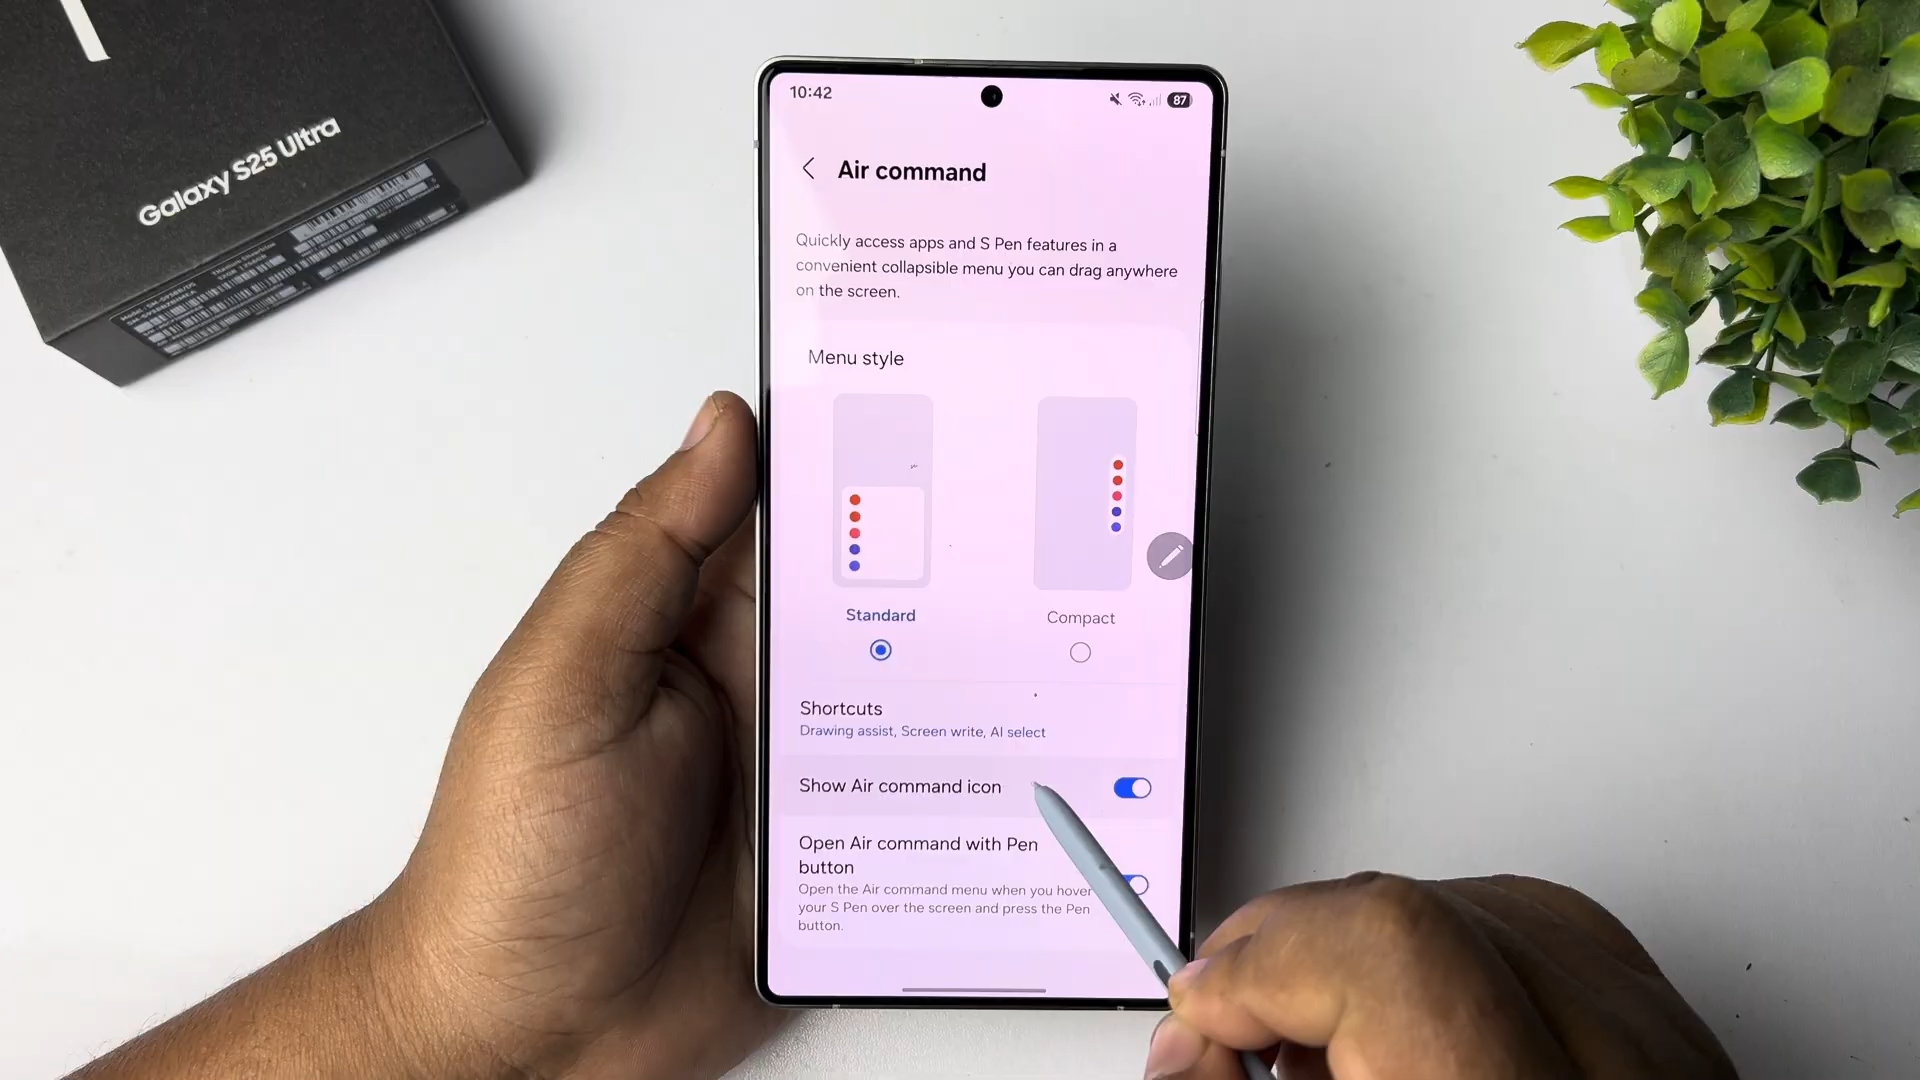 Galaxy S25 Ultra
10:42
87
Air command
Quickly access apps and S Pen features in a
convenient collapsible menu you can drag anywhere
on the screen.
Menu style
Standard
Compact
Shortcuts
Drawing assist, Screen write, AI select
Show Air command icon
Open Air command with Pen
button
Open the Air command menu when you hover
your S Pen over the screen and press the Pen
button.